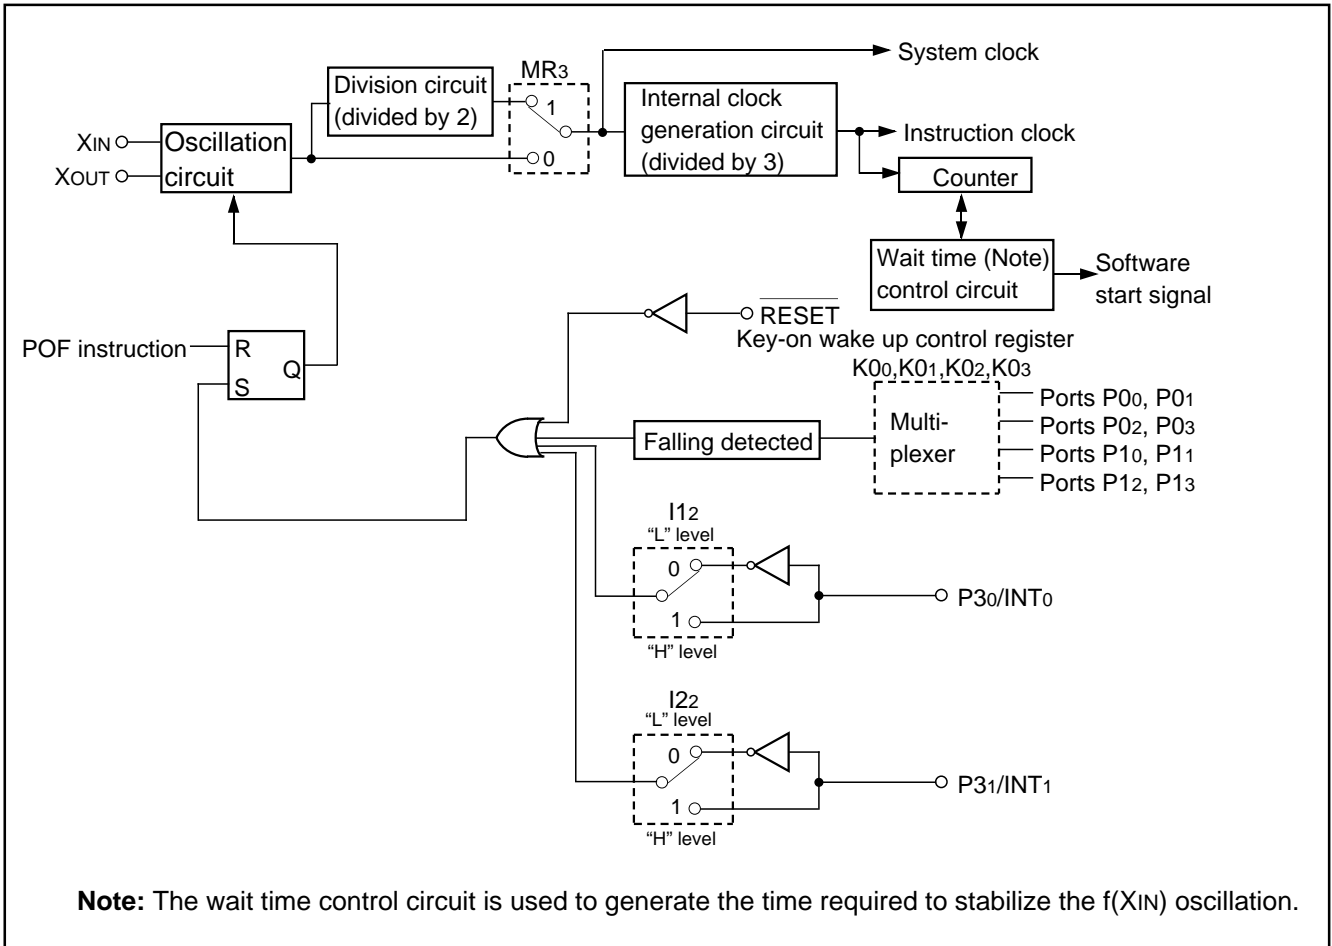 System clock
MR3
Division circuit
(divided by 2)
1
0
Internal clock
generation circuit
(divided by 3)
Instruction clock
XIN
XOUT
Oscillation
circuit
Counter
Wait time (Note)
control circuit
Software
start signal
RESET
Key-on wake up control register
K00,K01,K02,K03
POF instruction
R
S
Q
Falling detected
Multi-
plexer
Ports P00, P01
Ports P02, P03
Ports P10, P11
Ports P12, P13
I12
“L” level
0
1
“H” level
P30/INT0
I22
“L” level
0
1
“H” level
P31/INT1
Note: The wait time control circuit is used to generate the time required to stabilize the f(XIN) oscillation.